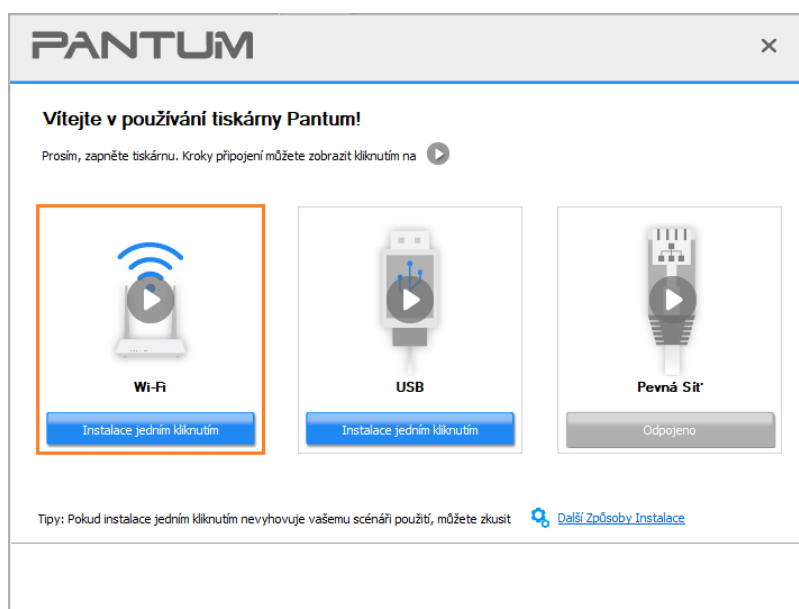 PANTUM
Vítejte v používání tiskárny Pantum!
Prosím, zapněte tiskárnu. Kroky připojení můžete zobrazit kliknutím na
Wi-Fi
USB
Pevná Síť
Instalace jedním kliknutím
Instalace jedním kliknutím
Odpojeno
Tipy: Pokud instalace jedním kliknutím nevyhovuje vašemu scénáři použití, můžete zkusit Další Způsoby Instalace